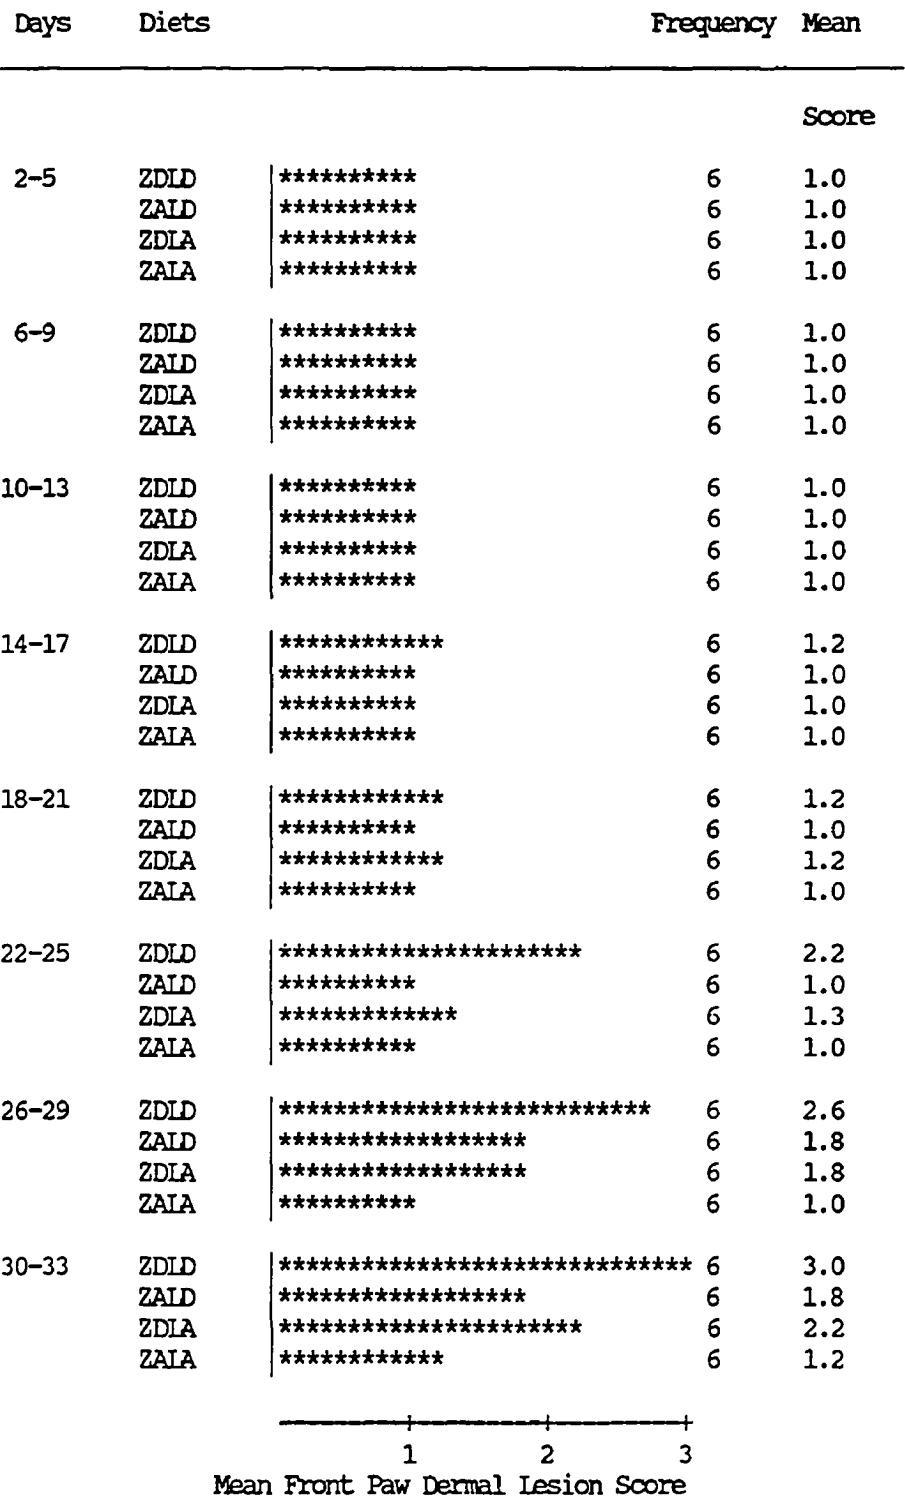 Days Diets Frequency Mean
Score
2-5 ZDLD |********** 6 1.0
ZALD |********** 6 1.0
ZDLA |********** 6 1.0
ZALA |********** 6 1.0
6-9 ZDLD |********** 6 1.0
ZALD |********** 6 1.0
ZDLA |********** 6 1.0
ZALA |********** 6 1.0
10-13 ZDLD |********** 6 1.0
ZALD |********** 6 1.0
ZDLA |********** 6 1.0
ZALA |********** 6 1.0
14-17 ZDLD |************ 6 1.2
ZALD |********** 6 1.0
ZDLA |********** 6 1.0
ZALA |********** 6 1.0
18-21 ZDLD |************ 6 1.2
ZALD |********** 6 1.0
ZDLA |************ 6 1.2
ZALA |********** 6 1.0
22-25 ZDLD |********************** 6 2.2
ZALD |********** 6 1.0
ZDLA |************* 6 1.3
ZALA |********** 6 1.0
26-29 ZDLD |*************************** 6 2.6
ZALD |****************** 6 1.8
ZDLA |****************** 6 1.8
ZALA |********** 6 1.0
30-33 ZDLD |****************************** 6 3.0
ZALD |****************** 6 1.8
ZDLA |********************** 6 2.2
ZALA |************ 6 1.2
1 2 3
Mean Front Paw Dermal Lesion Score